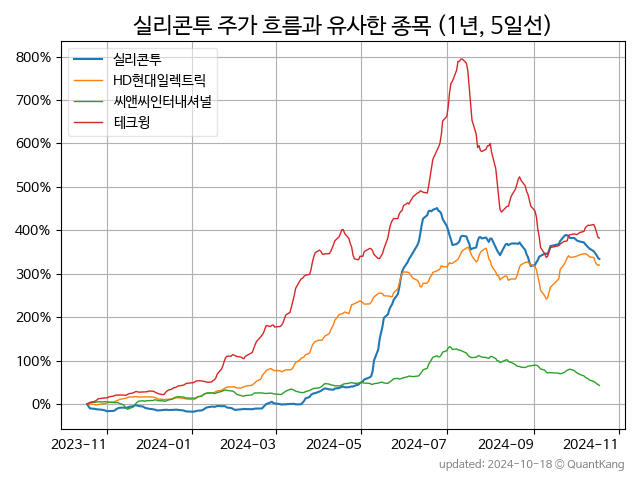 실리콘투 주가 흐름과 유사한 종목 (1년, 5일선)
800%
700%
600%
500%
400%
300%
200%
100%
0%
실리콘투
HD현대일렉트릭
씨앤씨인터내셔널
테크윙
2023-11 2024-01 2024-03 2024-05 2024-07 2024-09 2024-11
updated: 2024-10-18 © QuantKang